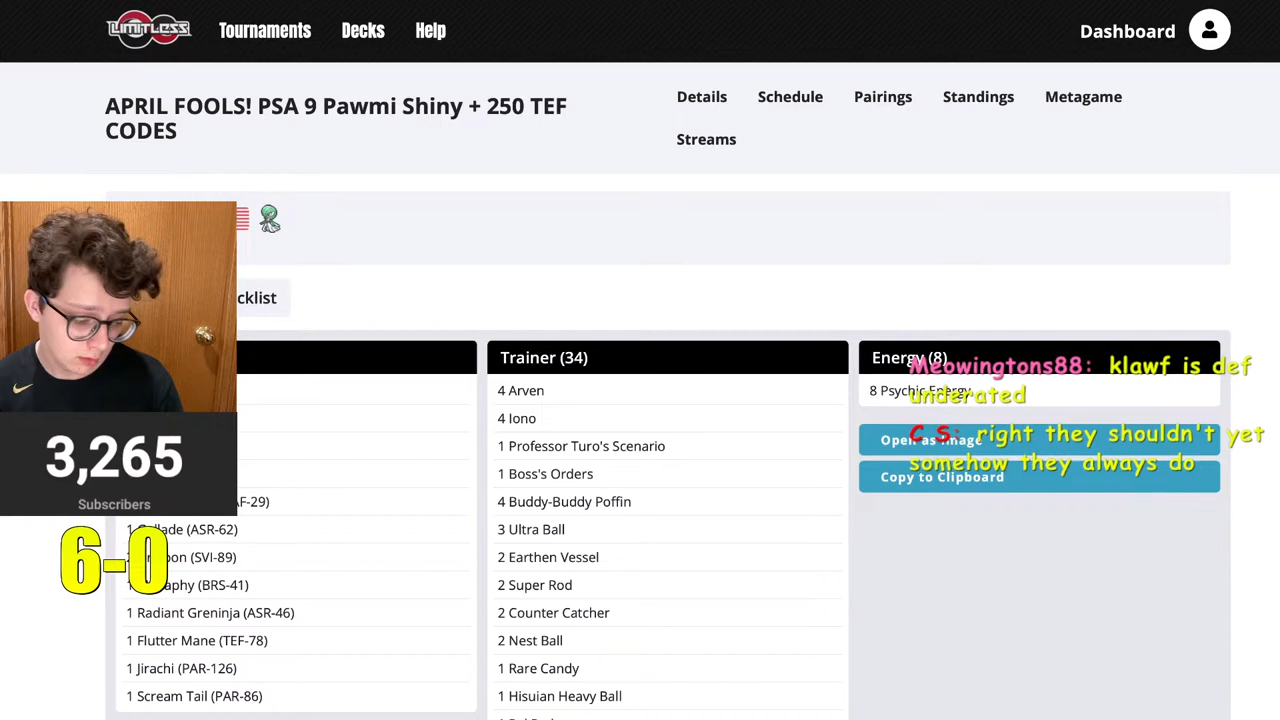 LIMITLESS Tournaments Decks Help Dashboard
APRIL FOOLS! PSA 9 Pawmi Shiny + 250 TEF
CODES
Details Schedule Pairings Standings Metagame
Streams
cklist
Trainer (34)
4 Arven
4 Iono
1 Professor Turo's Scenario
1 Boss's Orders
4 Buddy-Buddy Poffin
3 Ultra Ball
2 Earthen Vessel
2 Super Rod
2 Counter Catcher
2 Nest Ball
1 Rare Candy
1 Hisuian Heavy Ball
Energy (8)
8 Psychic Energy
Open as Image
Copy to Clipboard
Meowingtons88: klawf is def
underated
C S: right they shouldn't yet
somehow they always do
3,265
Subscribers
6-0
AF-29)
(ASR-62)
(SVI-89)
(BRS-41)
1 Radiant Greninja (ASR-46)
1 Flutter Mane (TEF-78)
1 Jirachi (PAR-126)
1 Scream Tail (PAR-86)